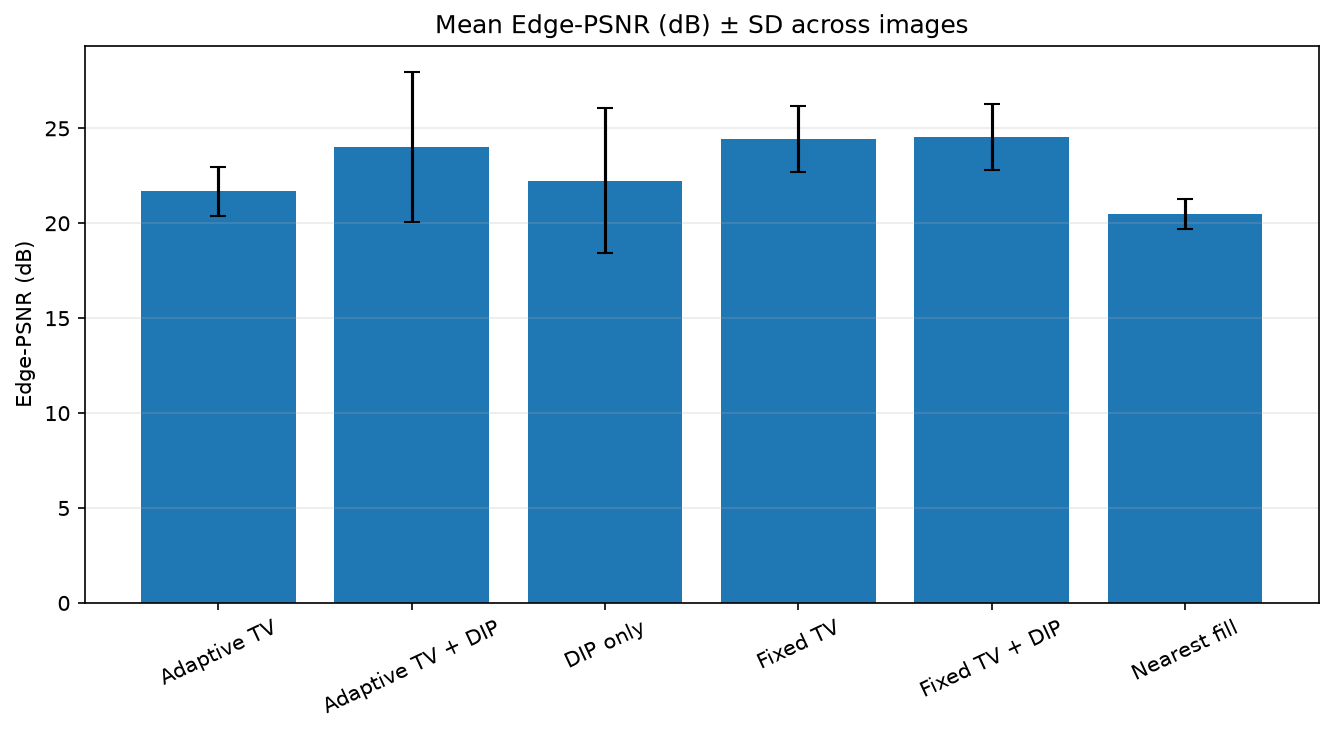 Mean Edge-PSNR (dB) ± SD across images
Edge-PSNR (dB)
25
20
15
10
5
0
Adaptive TV
Adaptive TV + DIP
DIP only
Fixed TV
Fixed TV + DIP
Nearest fill